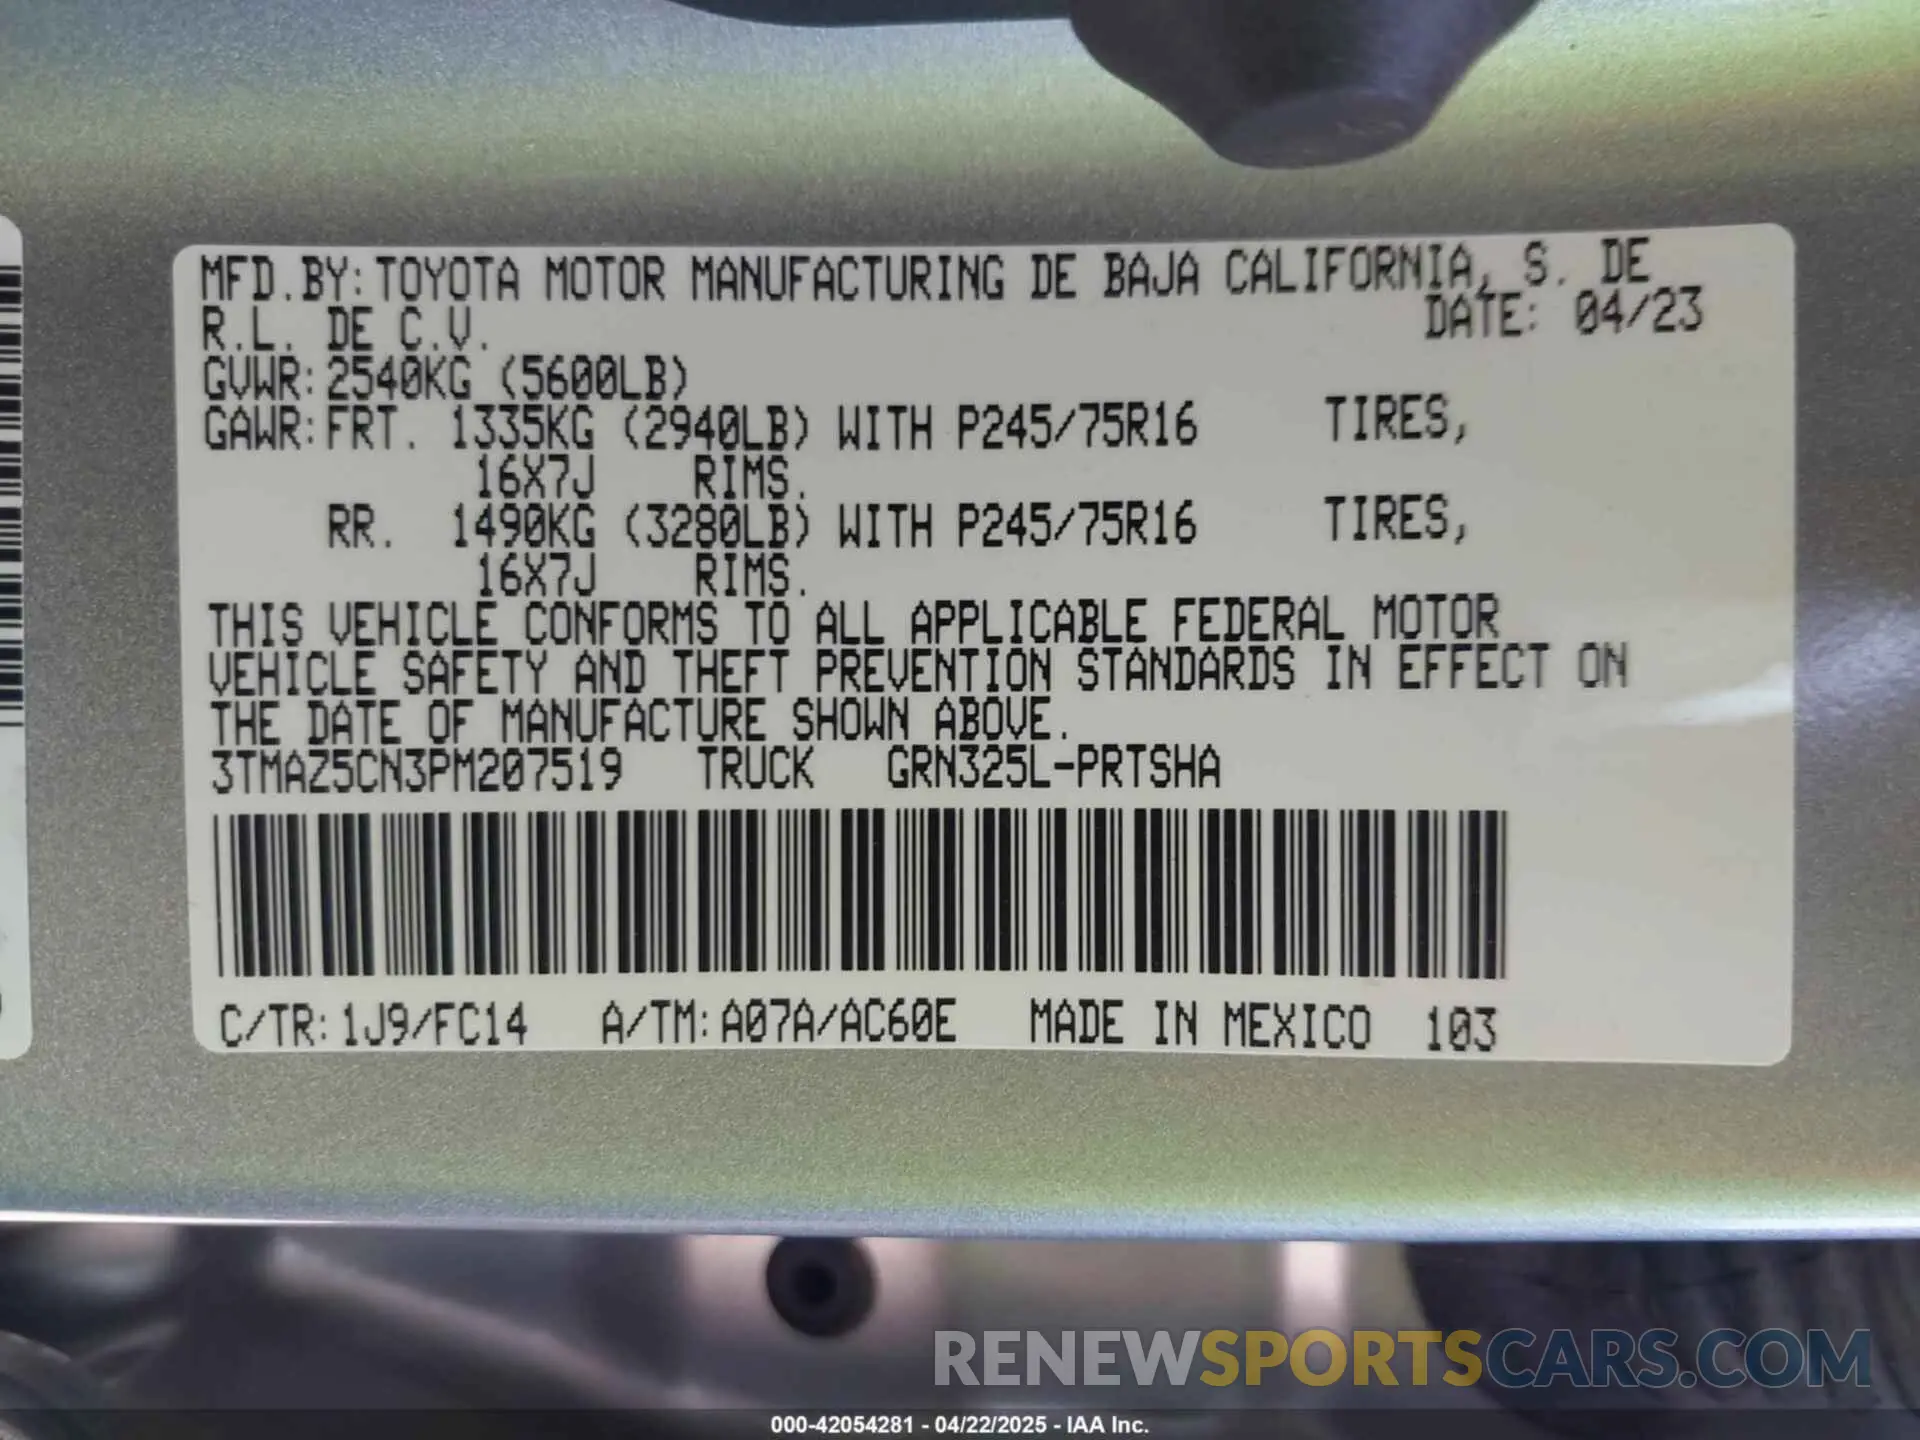 MFD.BY:TOYOTA MOTOR MANUFACTURING DE BAJA CALIFORNIA, S. DE
R.L. DE C.V.
DATE: 04/23
GVWR:2540KG (5600LB)
GAWR:FRT. 1335KG (2940LB) WITH P245/75R16 TIRES,
16X7J RIMS.
RR. 1490KG (3280LB) WITH P245/75R16 TIRES,
16X7J RIMS.
THIS VEHICLE CONFORMS TO ALL APPLICABLE FEDERAL MOTOR
VEHICLE SAFETY AND THEFT PREVENTION STANDARDS IN EFFECT ON
THE DATE OF MANUFACTURE SHOWN ABOVE.
3TMAZ5CN3PM207519 TRUCK GRN325L-PRTSHA
C/TR:1J9/FC14 A/TM:A07A/AC60E MADE IN MEXICO 103
RENEWSPORTSCARS.COM
000-42054281 - 04/22/2025 - IAA Inc.